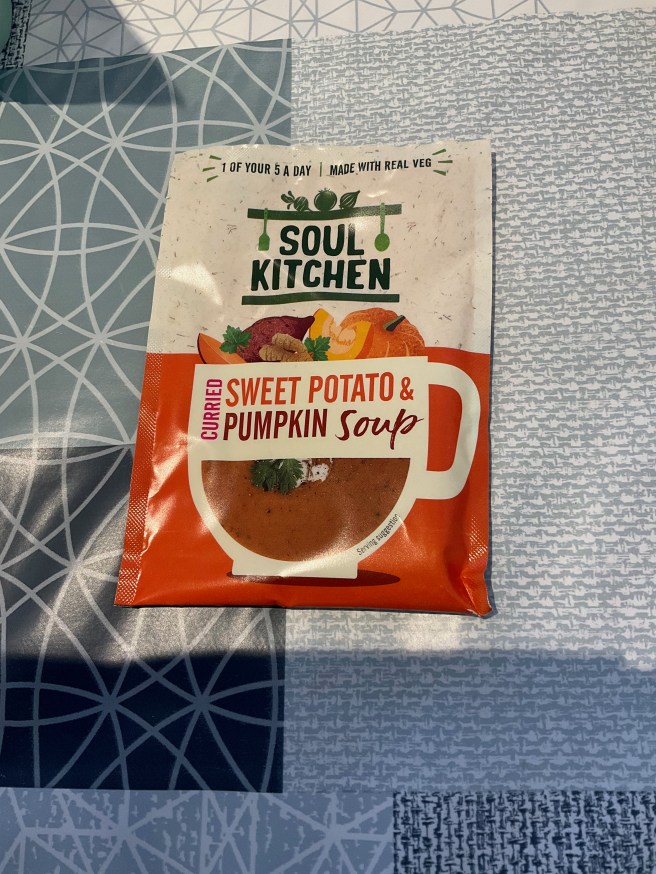 1 OF YOUR 5 A DAY | MADE WITH REAL VEG
SOUL
KITCHEN
CURRIED
SWEET POTATO &
PUMPKIN Soup
Serving suggestion